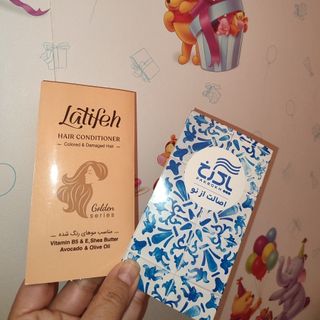 Latifeh
HAIR CONDITIONER
Colored & Damaged Hair
Golden
series
مناسب موهای رنگ شده
Vitamin B5 & E, Shea Butter
Avocado & Olive Oil
اصالت از نو